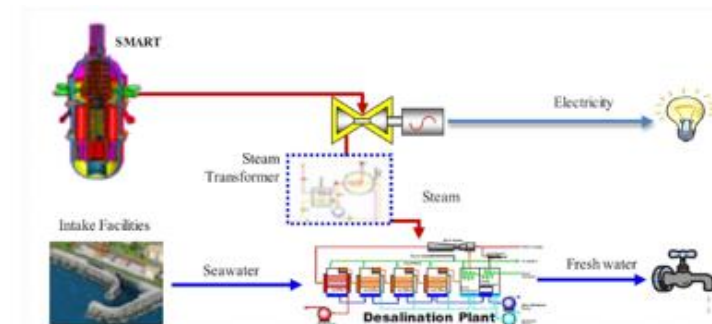 SMART
Electricity
Steam
Transformer
Steam
Intake Facilities
Seawater
Fresh water
Desalination Plant